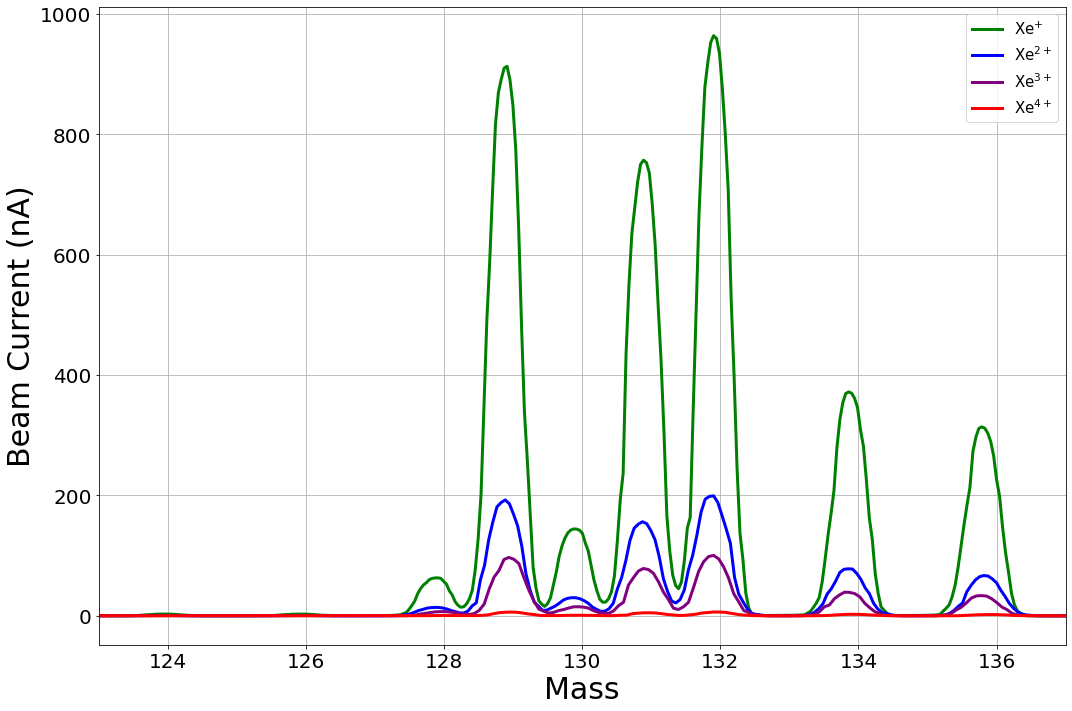 Beam Current (nA)
1000
800
600
400
200
0
Xe⁺
Xe²⁺
Xe³⁺
Xe⁴⁺
124 126 128 130 132 134 136
Mass